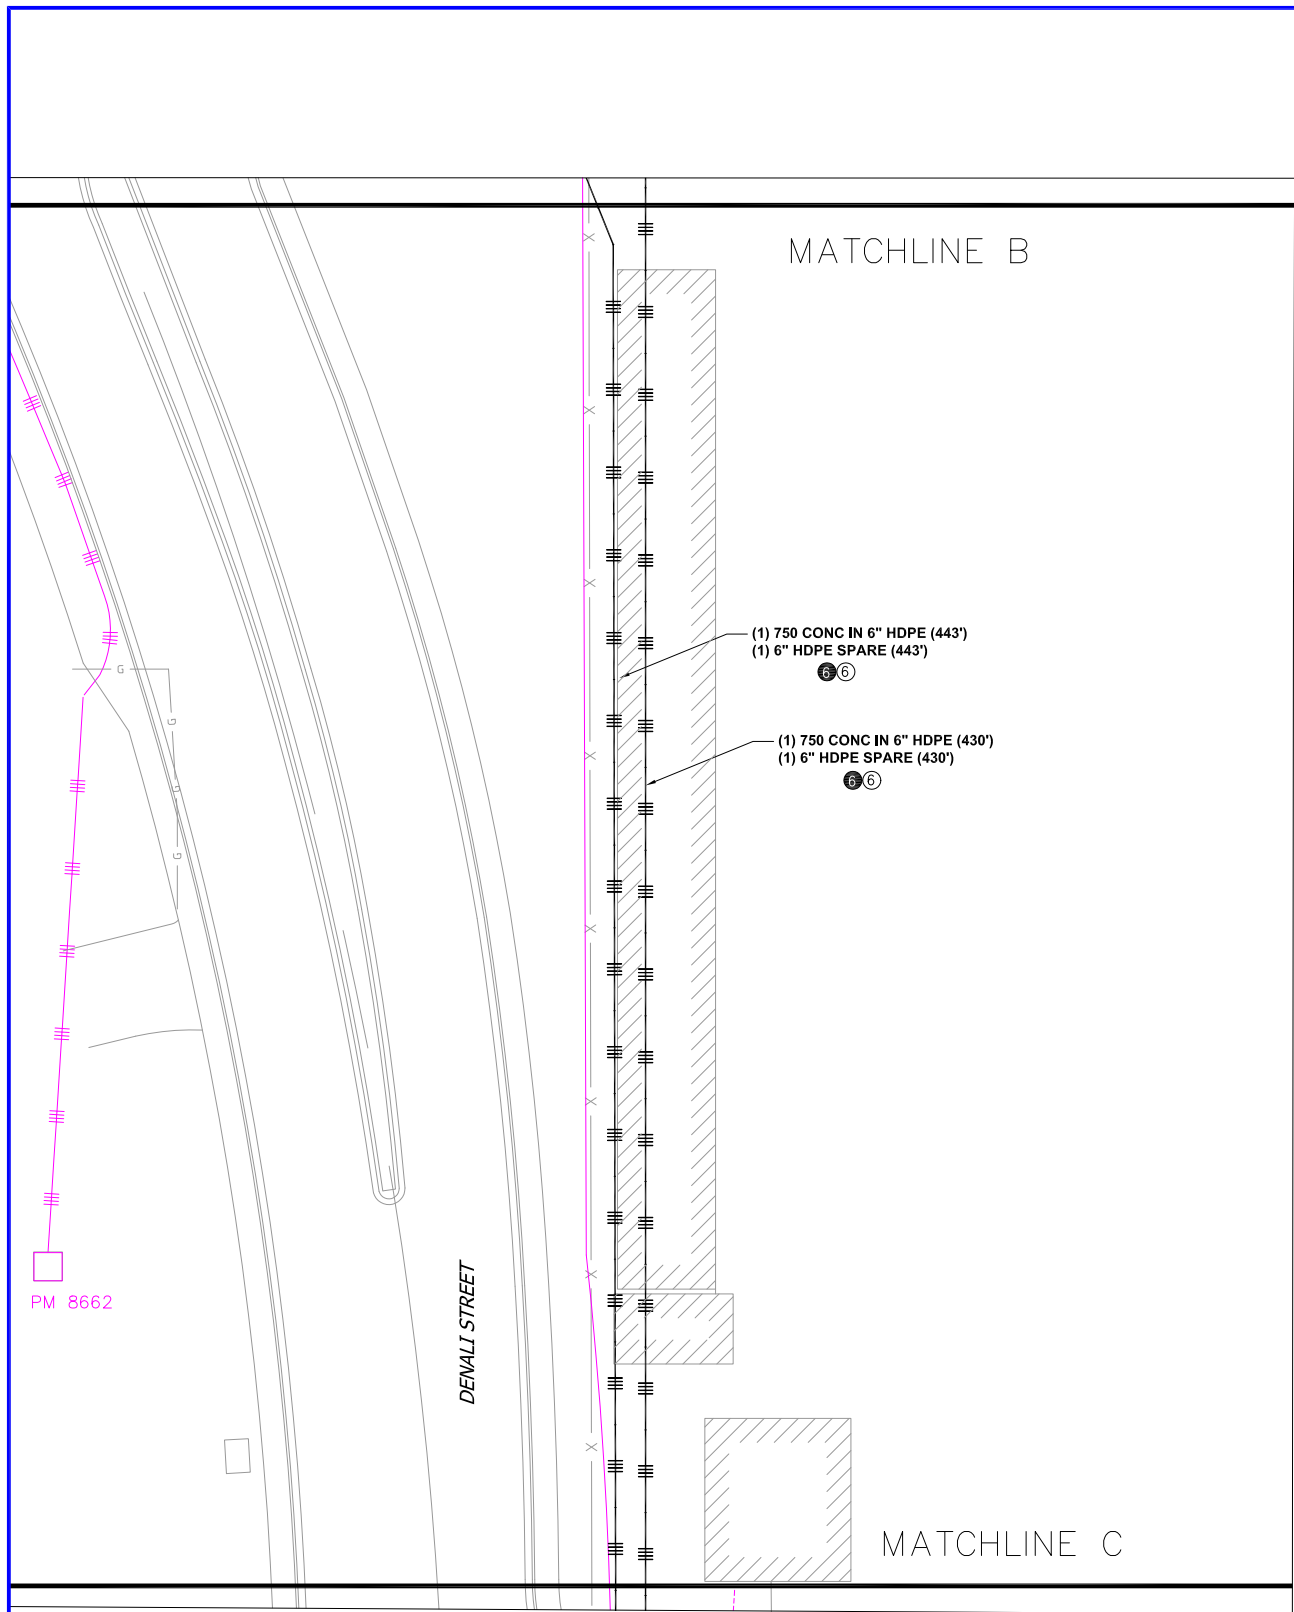 MATCHLINE B
X
X
X
(1) 750 CONC IN 6" HDPE (443')
(1) 6" HDPE SPARE (443')
6 6
G
G
(1) 750 CONC IN 6" HDPE (430')
(1) 6" HDPE SPARE (430')
6 6
X
G
G
X
X
X
PM 8662
DENALI STREET
X
MATCHLINE C